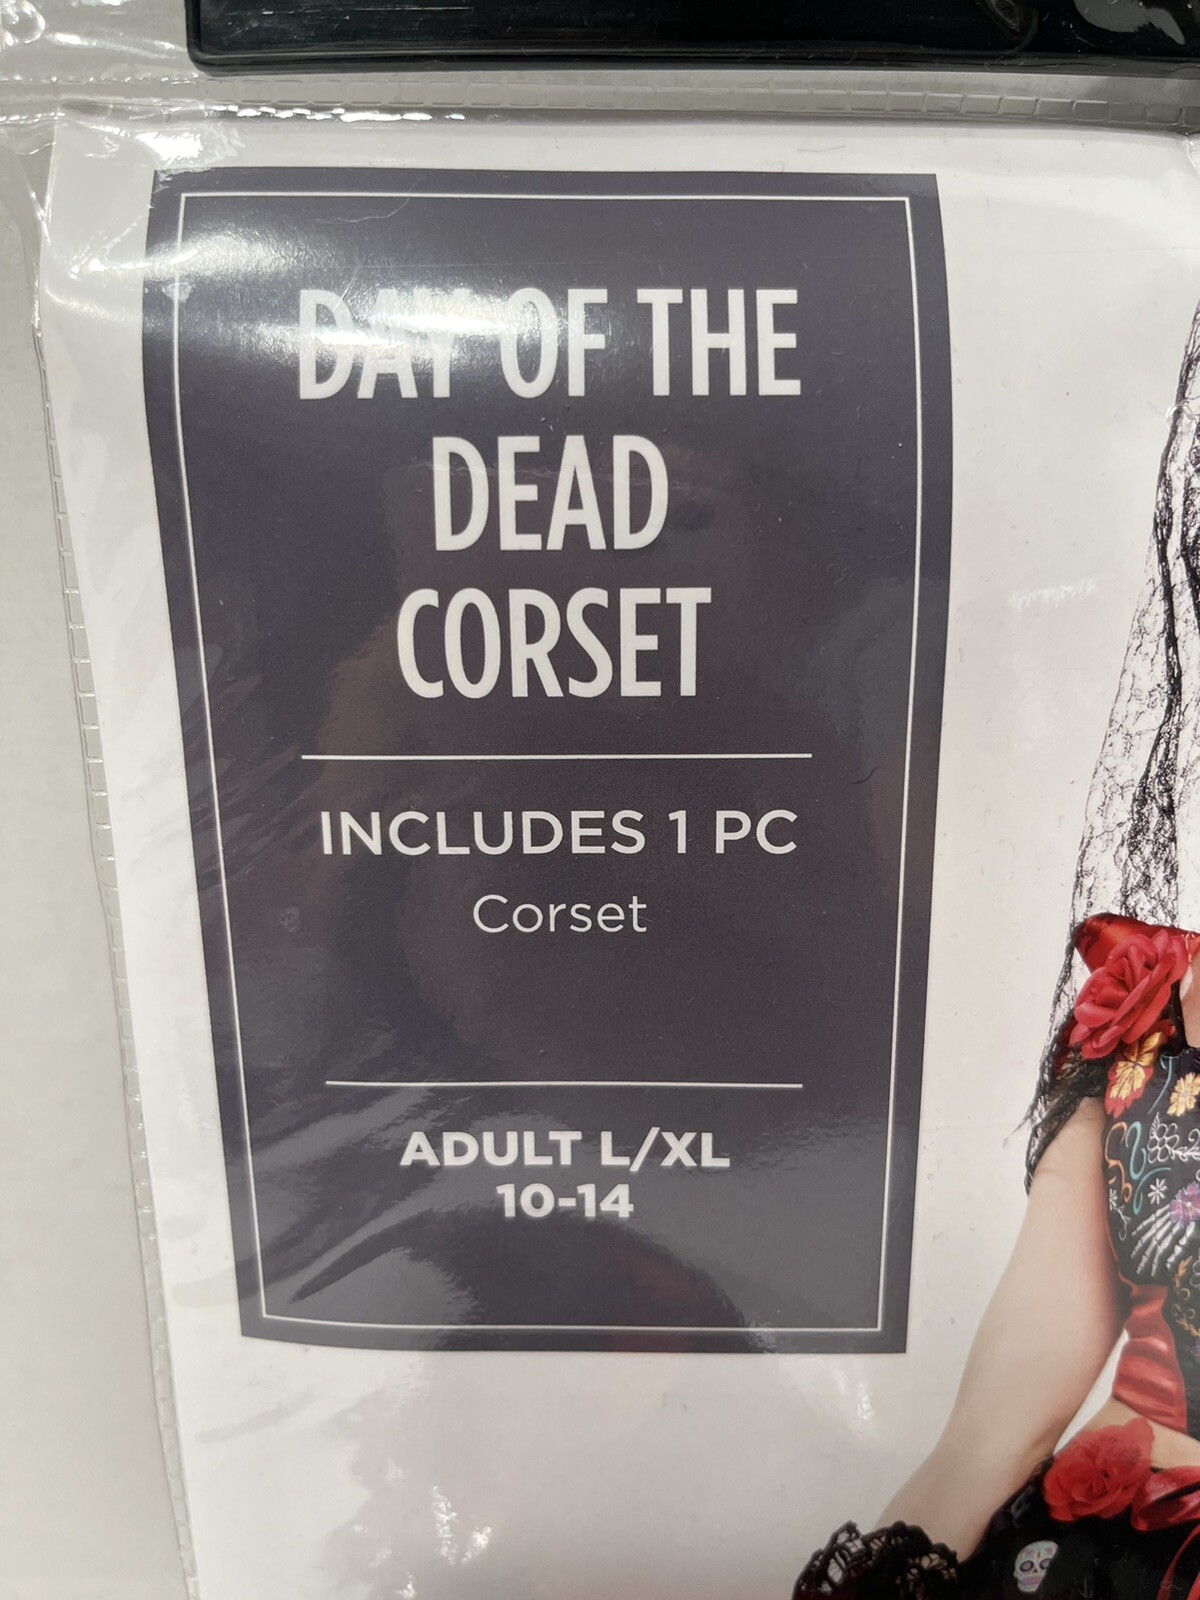 DAY OF THE
DEAD
CORSET
INCLUDES 1 PC
Corset
ADULT L/XL
10-14